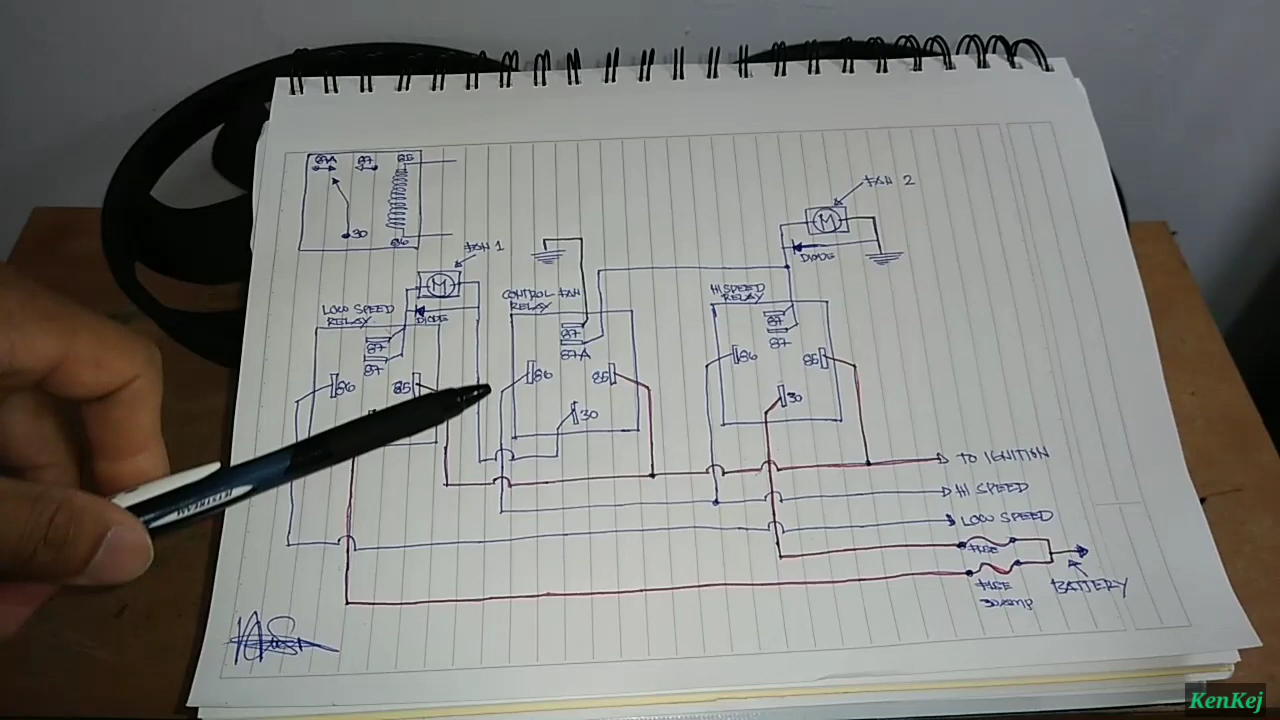 87A 87 85
30
86
FAN 1
LOW SPEED
RELAY
DIODE
87
87
86
85
CONTROL FAN
RELAY
87
87A
86
85
30
FAN 2
DIODE
HI SPEED
RELAY
87
87
86
85
30
TO IGNITION
HI SPEED
LOW SPEED
FUSE
FUSE
30AMP
BATTERY
JETSTREAM
KenKej